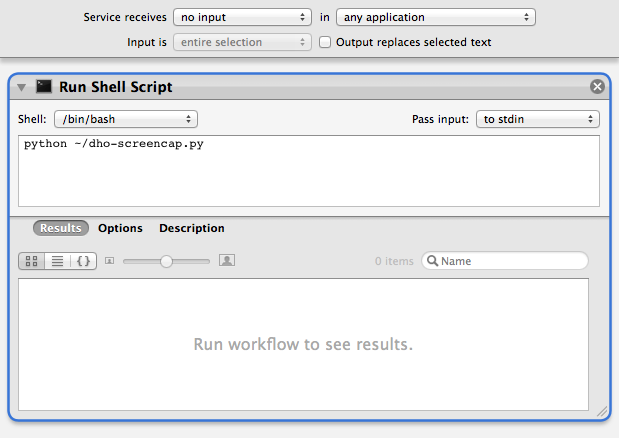 Service receives no input in any application
Input is entire selection Output replaces selected text
Run Shell Script
Shell: /bin/bash Pass input: to stdin
python ~/dho-screencap.py
Results Options Description
{} 0 items Name
Run workflow to see results.